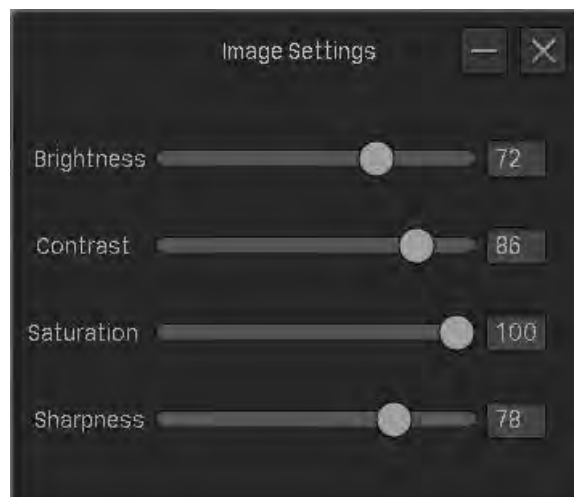 Image Settings
Brightness 72
Contrast 86
Saturation 100
Sharpness 78